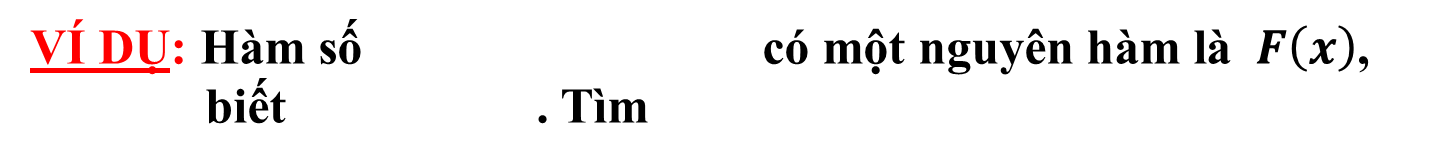 VÍ DỤ: Hàm số có một nguyên hàm là F(x),
biết . Tìm